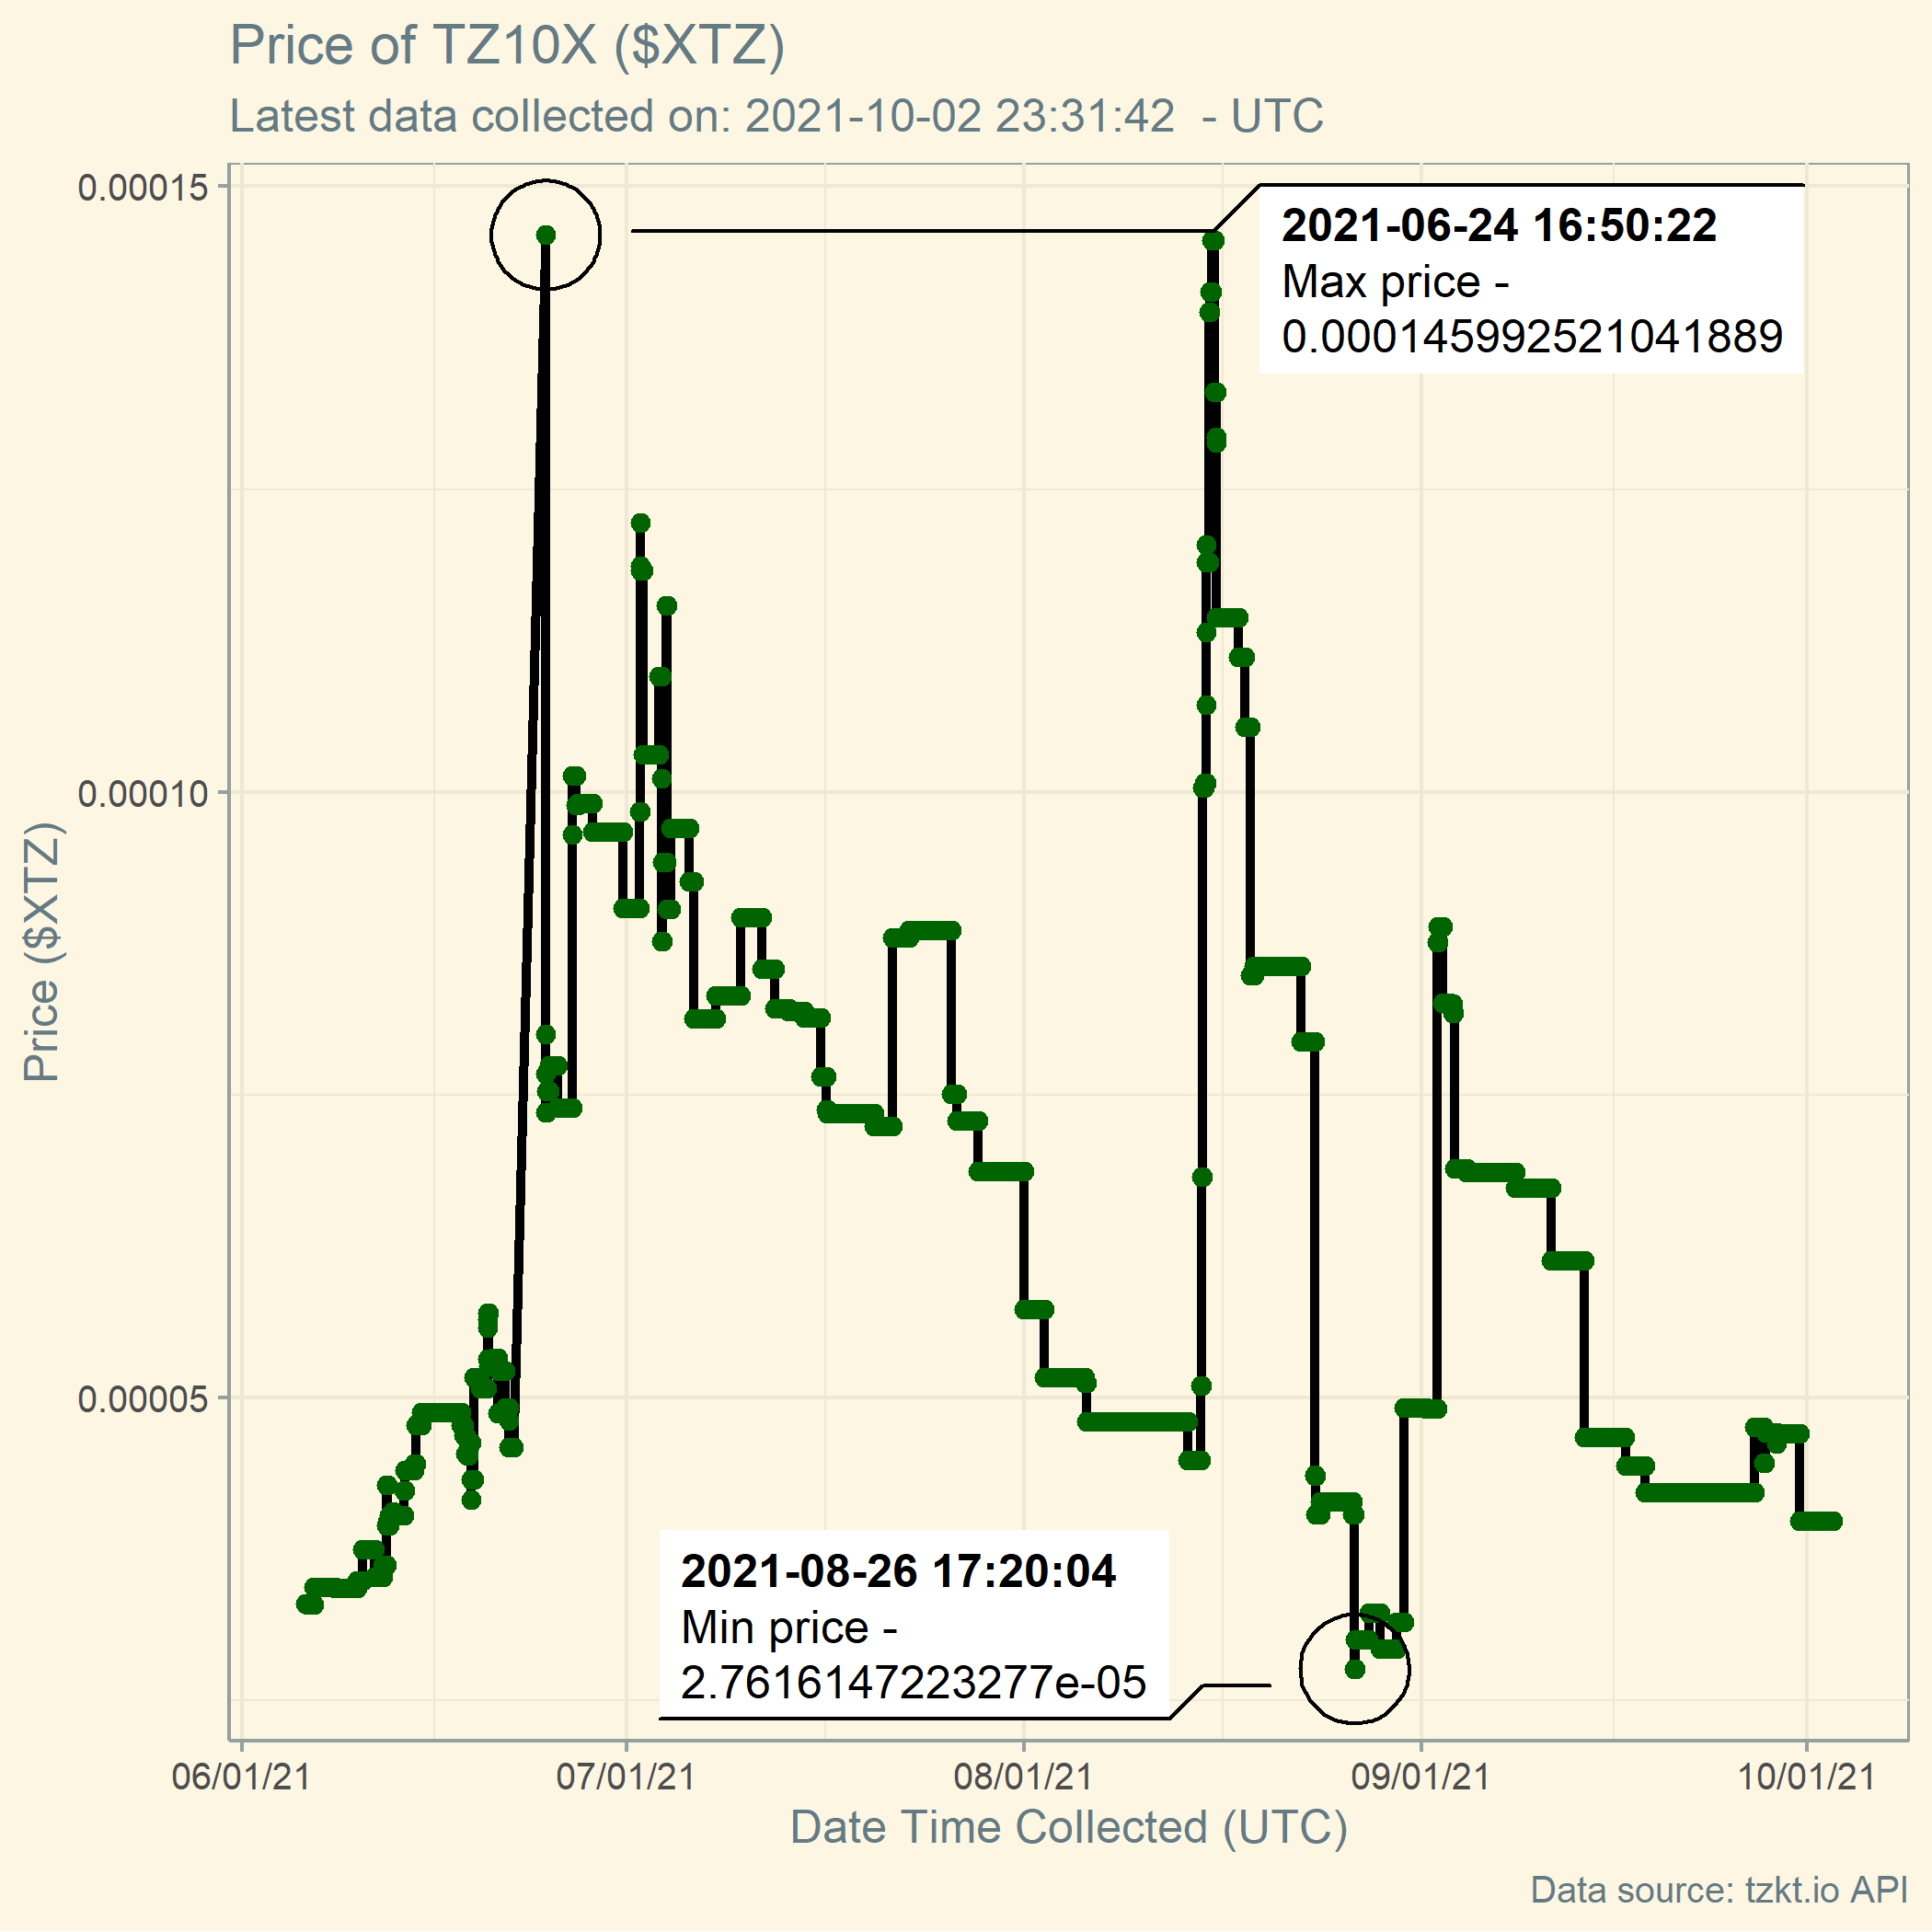 Price of TZ10X ($XTZ)
Latest data collected on: 2021-10-02 23:31:42  - UTC
0.00015
2021-06-24 16:50:22
Max price -
0.000145992521041889
0.00010
Price ($XTZ)
0.00005
2021-08-26 17:20:04
Min price -
2.7616147223277e-05
06/01/21
07/01/21
08/01/21
09/01/21
10/01/21
Date Time Collected (UTC)
Data source: tzkt.io API